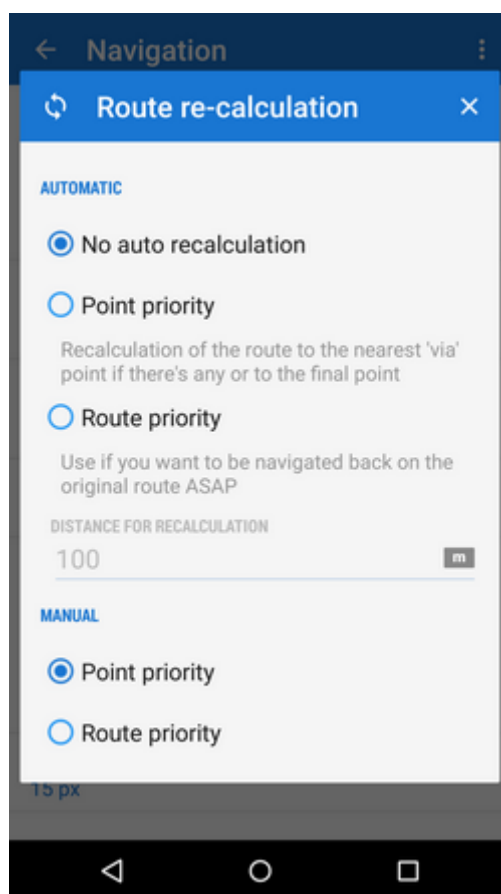 Navigation
Route re-calculation
AUTOMATIC
No auto recalculation
Point priority
Recalculation of the route to the nearest 'via'
point if there's any or to the final point
Route priority
Use if you want to be navigated back on the
original route ASAP
DISTANCE FOR RECALCULATION
100 m
MANUAL
Point priority
Route priority
15 px